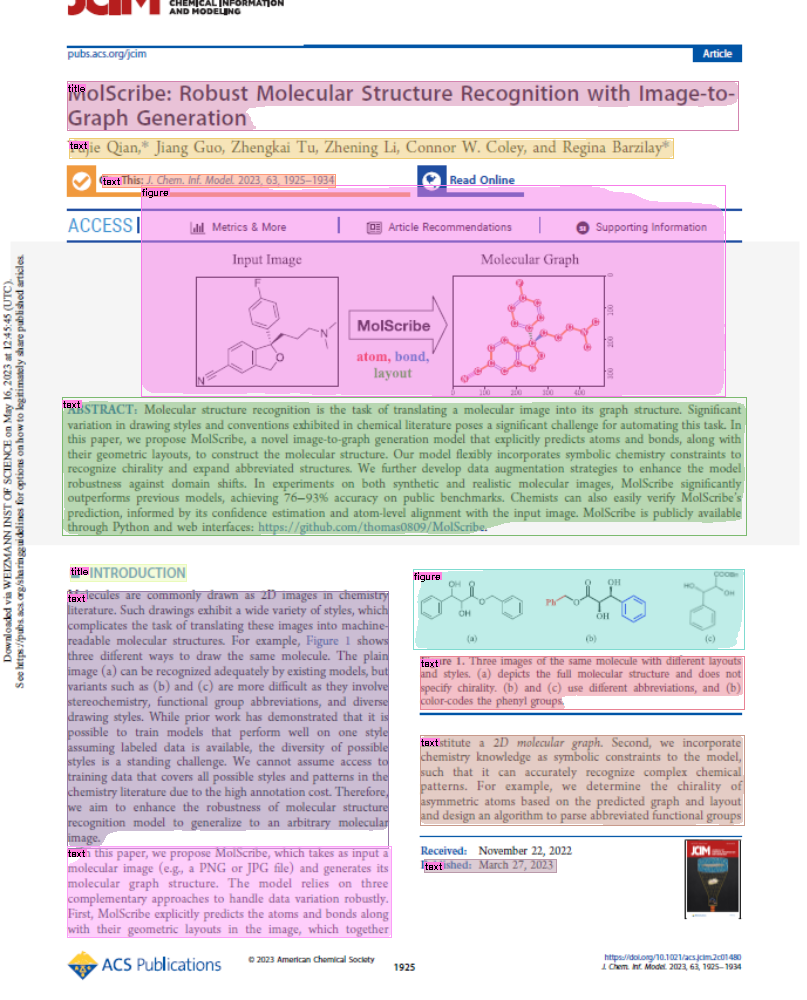 JCIM CHEMICAL INFORMATION
AND MODELING
pubs.acs.org/jcim
Article
title
MolScribe: Robust Molecular Structure Recognition with Image-to-
Graph Generation
text
Yujie Qian,* Jiang Guo, Zhengkai Tu, Zhening Li, Connor W. Coley, and Regina Barzilay*
text
This: J. Chem. Inf. Model. 2023, 63, 1925–1934
Read Online
figure
ACCESS
Metrics & More
Article Recommendations
Supporting Information
Input Image
Molecular Graph
F
N
O
N
MolScribe
atom, bond,
layout
0
100
200
300
0 100 200 300 400
text
ABSTRACT: Molecular structure recognition is the task of translating a molecular image into its graph structure. Significant
variation in drawing styles and conventions exhibited in chemical literature poses a significant challenge for automating this task. In
this paper, we propose MolScribe, a novel image-to-graph generation model that explicitly predicts atoms and bonds, along with
their geometric layouts, to construct the molecular structure. Our model flexibly incorporates symbolic chemistry constraints to
recognize chirality and expand abbreviated structures. We further develop data augmentation strategies to enhance the model
robustness against domain shifts. In experiments on both synthetic and realistic molecular images, MolScribe significantly
outperforms previous models, achieving 76−93% accuracy on public benchmarks. Chemists can also easily verify MolScribe's
prediction, informed by its confidence estimation and atom-level alignment with the input image. MolScribe is publicly available
through Python and web interfaces: https://github.com/thomas0809/MolScribe.
title
INTRODUCTION
text
Molecules are commonly drawn as 2D images in chemistry
literature. Such drawings exhibit a wide variety of styles, which
complicates the task of translating these images into machine-
readable molecular structures. For example, Figure 1 shows
three different ways to draw the same molecule. The plain
image (a) can be recognized adequately by existing models, but
variants such as (b) and (c) are more difficult as they involve
stereochemistry, functional group abbreviations, and diverse
drawing styles. While prior work has demonstrated that it is
possible to train models that perform well on one style
assuming labeled data is available, the diversity of possible
styles is a standing challenge. We cannot assume access to
training data that covers all possible styles and patterns in the
chemistry literature due to the high annotation cost. Therefore,
we aim to enhance the robustness of molecular structure
recognition model to generalize to an arbitrary molecular
image.
text
In this paper, we propose MolScribe, which takes as input a
molecular image (e.g., a PNG or JPG file) and generates its
molecular graph structure. The model relies on three
complementary approaches to handle data variation robustly.
First, MolScribe explicitly predicts the atoms and bonds along
with their geometric layouts in the image, which together
figure
OH
O
O
OH
Ph
O
O
OH
OH
COOBn
HO
OH
(a)
(b)
(c)
text
Figure 1. Three images of the same molecule with different layouts
and styles. (a) depicts the full molecular structure and does not
specify chirality. (b) and (c) use different abbreviations, and (b)
color-codes the phenyl groups.
text
constitute a 2D molecular graph. Second, we incorporate
chemistry knowledge as symbolic constraints to the model,
such that it can accurately recognize complex chemical
patterns. For example, we determine the chirality of
asymmetric atoms based on the predicted graph and layout
and design an algorithm to parse abbreviated functional groups
Received: November 22, 2022
text
Published: March 27, 2023
JCIM
ACS Publications
© 2023 American Chemical Society
1925
https://doi.org/10.1021/acs.jcim.2c01480
J. Chem. Inf. Model. 2023, 63, 1925−1934
Downloaded via WEIZMANN INST OF SCIENCE on May 16, 2023 at 12:45:45 (UTC).
See https://pubs.acs.org/sharingguidelines for options on how to legitimately share published articles.